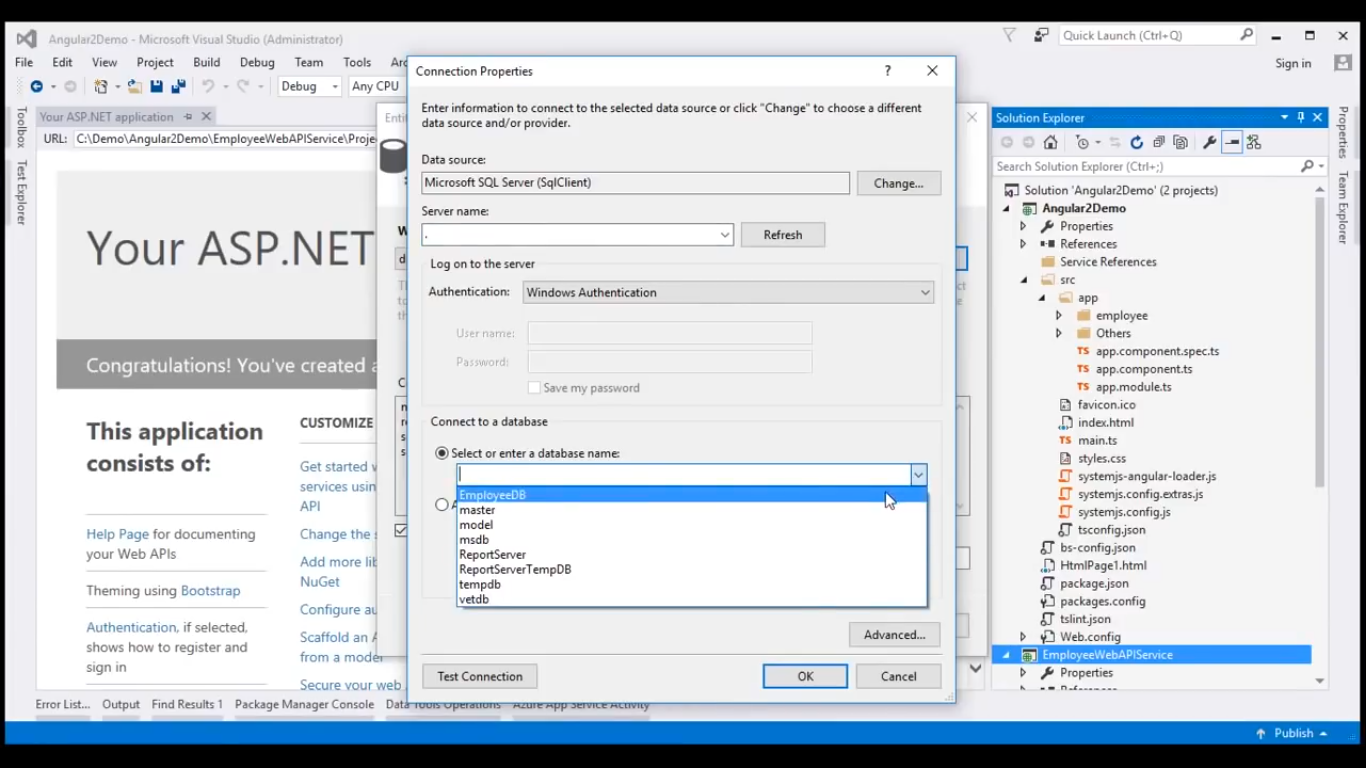 Angular2Demo - Microsoft Visual Studio (Administrator)
Quick Launch (Ctrl+Q)
File Edit View Project Build Debug Team Tools
Sign in
Debug
Any CPU
Toolbox
Test Explorer
Your ASP.NET application
URL: C:\Demo\Angular2Demo\EmployeeWebAPIService\Proje
Your ASP.NET
Congratulations! You've created a
This application
consists of:
Help Page for documenting
your Web APIs
Theming using Bootstrap
Authentication, if selected,
shows how to register and
sign in
CUSTOMIZE
Get started w
services using
API
Change the
Add more lib
NuGet
Configure au
Scaffold an A
from a model
Secure your web
Connection Properties
?
Enter information to connect to the selected data source or click "Change" to choose a different
data source and/or provider.
Data source:
Microsoft SQL Server (SqlClient)
Change...
Server name:
.
Refresh
Log on to the server
Authentication: Windows Authentication
User name:
Password:
Save my password
Connect to a database
Select or enter a database name:
EmployeeDB
master
model
msdb
ReportServer
ReportServerTempDB
tempdb
vetdb
Advanced...
Test Connection
OK
Cancel
Solution Explorer
Search Solution Explorer (Ctrl+;)
Solution 'Angular2Demo' (2 projects)
Angular2Demo
Properties
References
Service References
src
app
employee
Others
TS app.component.spec.ts
TS app.component.ts
TS app.module.ts
favicon.ico
index.html
TS main.ts
styles.css
systemjs-angular-loader.js
systemjs.config.extras.js
systemjs.config.js
tsconfig.json
bs-config.json
HtmlPage1.html
package.json
packages.config
tslint.json
Web.config
EmployeeWebAPIService
Properties
References
Properties
Team Explorer
Error List... Output Find Results 1 Package Manager Console Data Tools Operations Azure App Service Activity
Publish